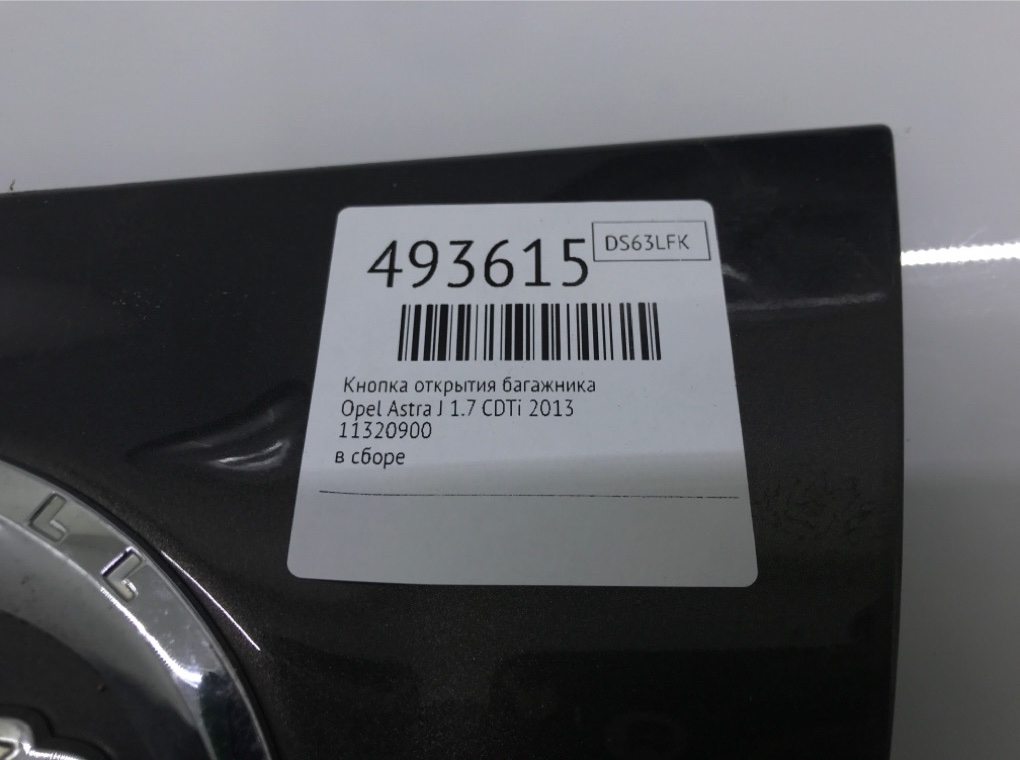 493615
DS63LFK
Кнопка открытия багажника
Opel Astra J 1.7 CDTi 2013
11320900
в сборе